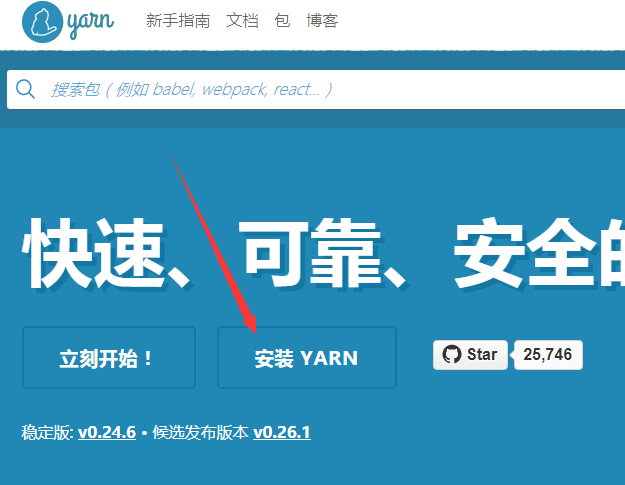 yarn 新手指南 文档 包 博客
搜索包 ( 例如 babel, webpack, react... )
快速、可靠、安全的
立刻开始！ 安装 YARN Star 25,746
稳定版: v0.24.6 • 候选发布版本 v0.26.1